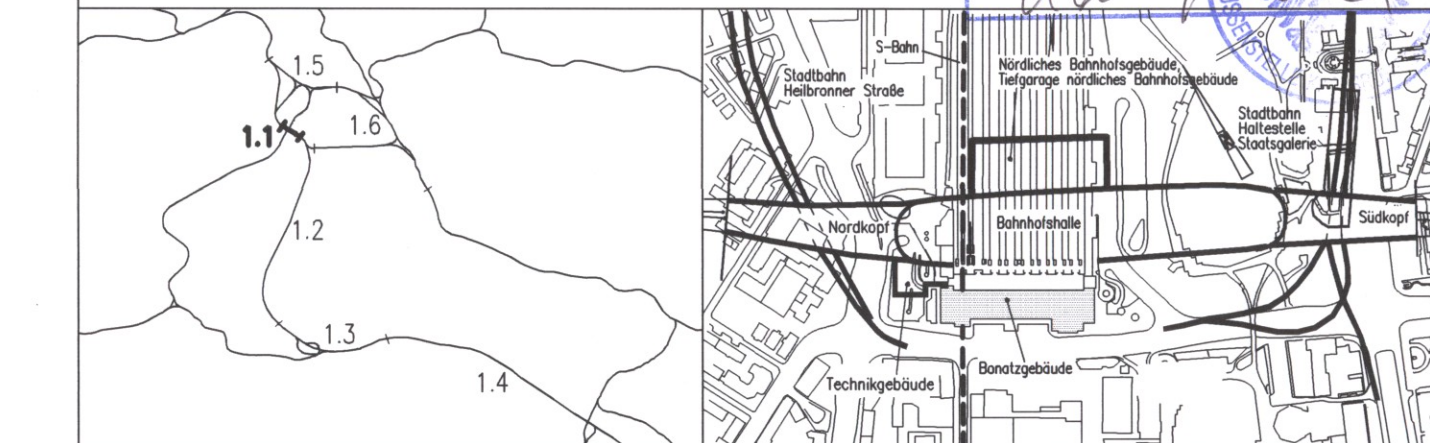 1.5
1.6
1.1
1.2
1.3
1.4
S-Bahn
Stadtbahn
Heilbronner Straße
Nördliches Bahnhofsgebäude,
Tiefgarage nördliches Bahnhofsgebäude
Stadtbahn
Haltestelle
Staatsgalerie
Nordkopf
Bahnhofshalle
Südkopf
Technikgebäude
Bonatzgebäude